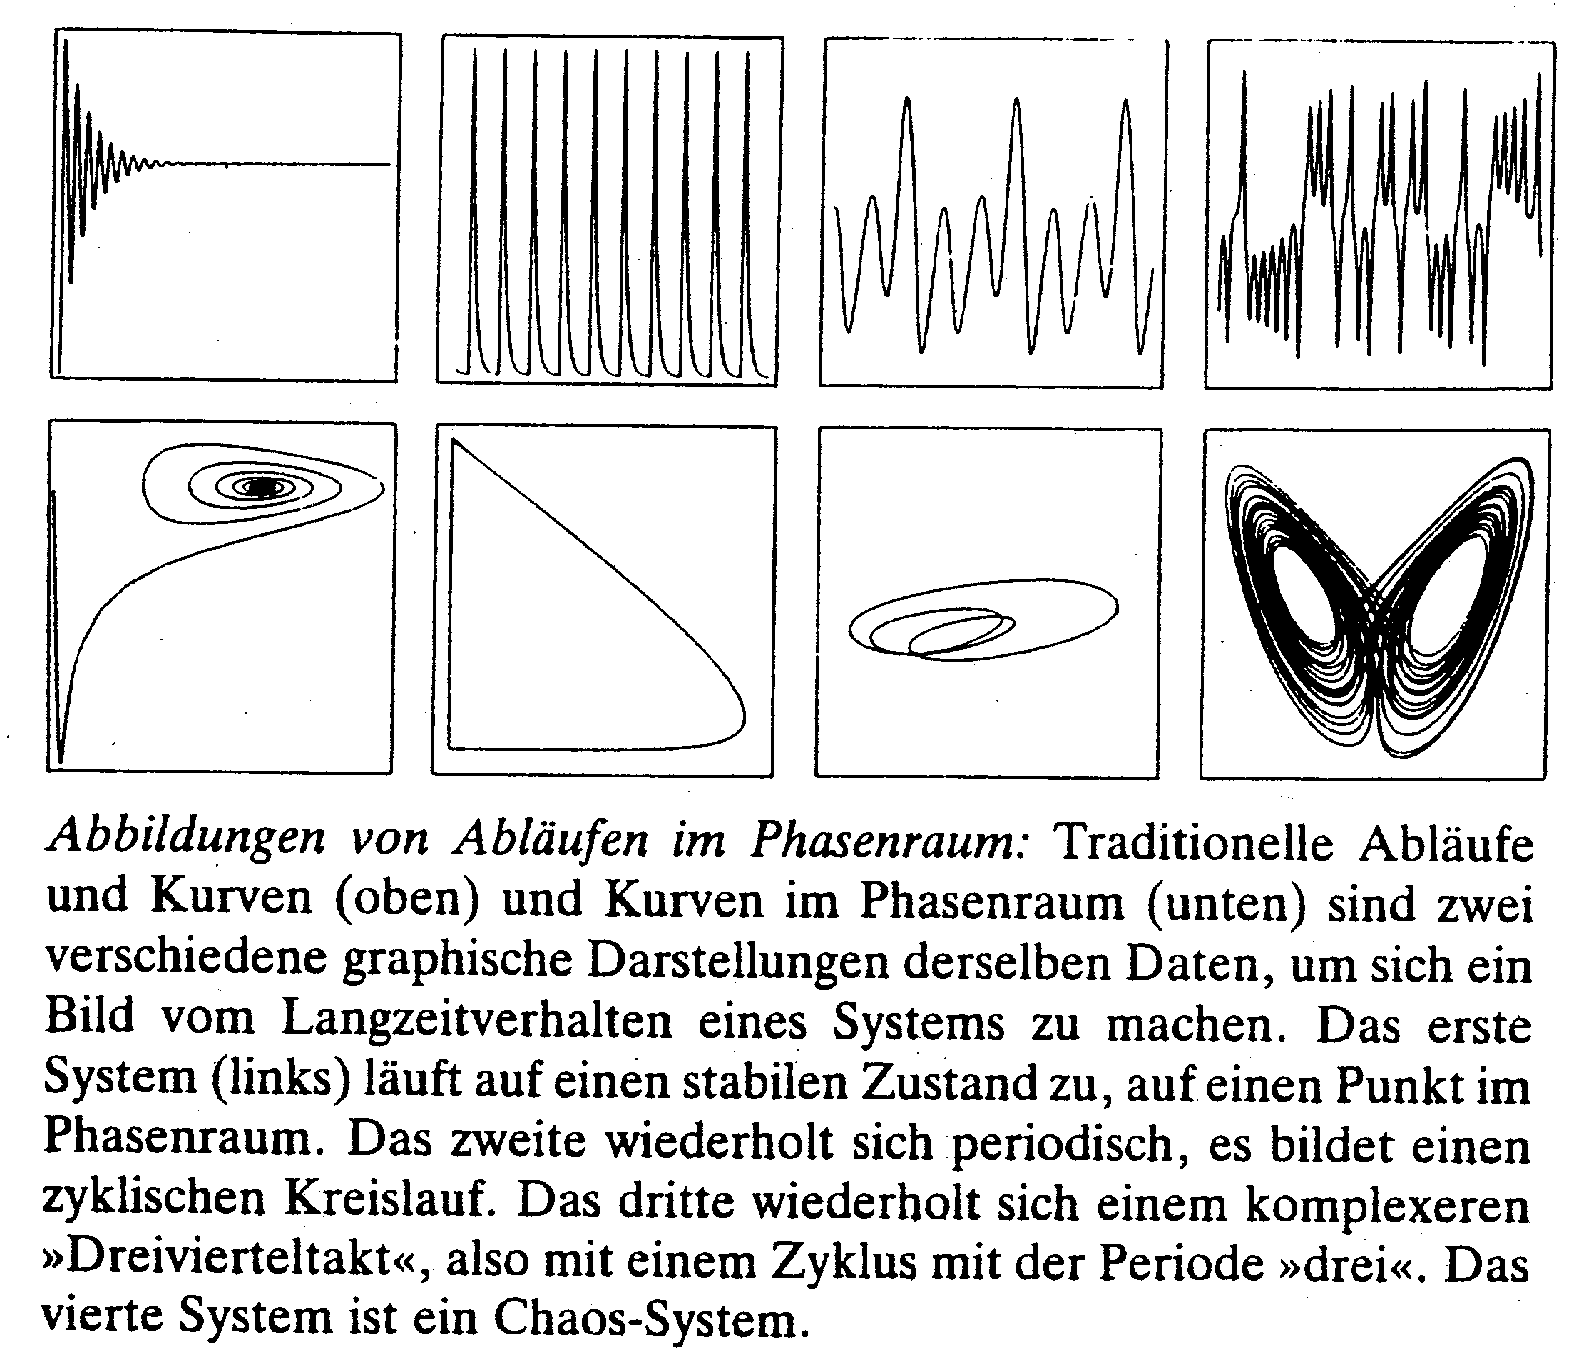 Abbildungen von Abläufen im Phasenraum: Traditionelle Abläufe
und Kurven (oben) und Kurven im Phasenraum (unten) sind zwei
verschiedene graphische Darstellungen derselben Daten, um sich ein
Bild vom Langzeitverhalten eines Systems zu machen. Das erste
System (links) läuft auf einen stabilen Zustand zu, auf einen Punkt im
Phasenraum. Das zweite wiederholt sich periodisch, es bildet einen
zyklischen Kreislauf. Das dritte wiederholt sich einem komplexeren
»Dreivierteltakt«, also mit einem Zyklus mit der Periode »drei«. Das
vierte System ist ein Chaos-System.